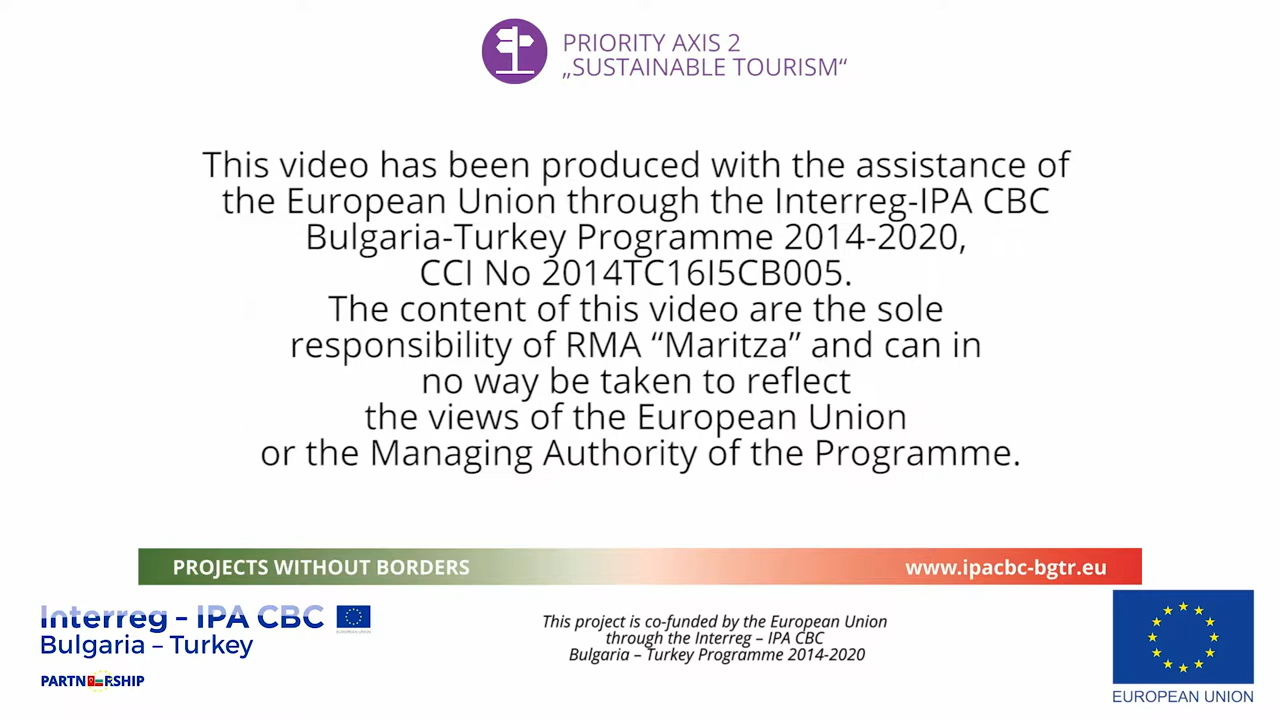 PRIORITY AXIS 2
„SUSTAINABLE TOURISM“
This video has been produced with the assistance of
the European Union through the Interreg-IPA CBC
Bulgaria-Turkey Programme 2014-2020,
CCI No 2014TC16I5CB005.
The content of this video are the sole
responsibility of RMA “Maritza” and can in
no way be taken to reflect
the views of the European Union
or the Managing Authority of the Programme.
PROJECTS WITHOUT BORDERS
www.ipacbc-bgtr.eu
Interreg - IPA CBC
Bulgaria – Turkey
This project is co-funded by the European Union
through the Interreg – IPA CBC
Bulgaria – Turkey Programme 2014-2020
EUROPEAN UNION